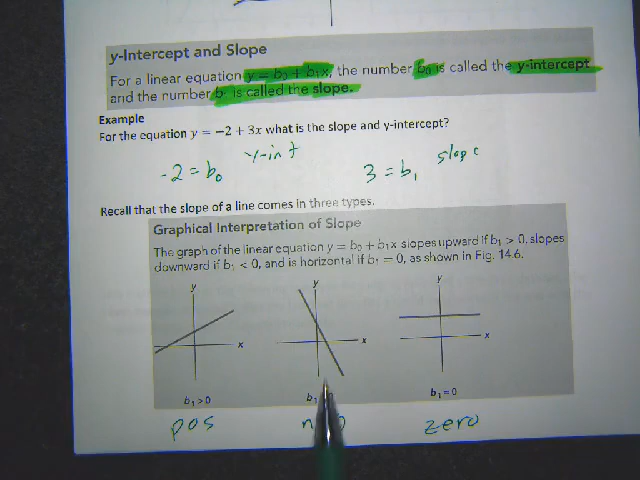 y-Intercept and Slope
For a linear equation y = b₀ + b₁x, the number b₀ is called the y-intercept
and the number b₁ is called the slope.
Example
For the equation y = −2 + 3x what is the slope and y-intercept?
-2 = b₀ y-int 3 = b₁ slope
Recall that the slope of a line comes in three types.
Graphical Interpretation of Slope
The graph of the linear equation y = b₀ + b₁x slopes upward if b₁ > 0, slopes
downward if b₁ < 0, and is horizontal if b₁ = 0, as shown in Fig. 14.6.
y y y
x x x
b₁ > 0 b₁ b₁ = 0
pos zero